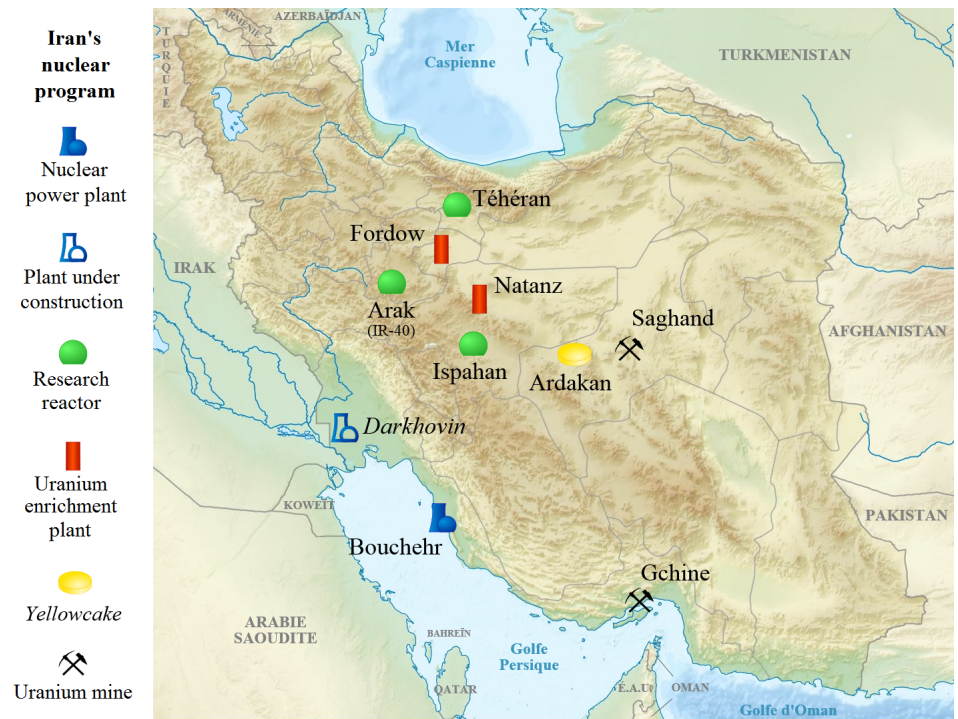 Iran's
nuclear
program
Nuclear
power plant
Plant under
construction
Research
reactor
Uranium
enrichment
plant
Yellowcake
Uranium mine
ARMÉNIE
AZERBAÏDJAN
TURQUIE
Mer
Caspienne
TURKMENISTAN
Téhéran
Fordow
IRAK
Natanz
Arak
(IR-40)
Saghand
AFGHANISTAN
Ispahan
Ardakan
Darkhovin
KOWEÏT
PAKISTAN
Bouchehr
Gchine
ARABIE
SAOUDITE
BAHREÏN
Golfe
Persique
QATAR
É.A.U.
OMAN
Golfe d'Oman